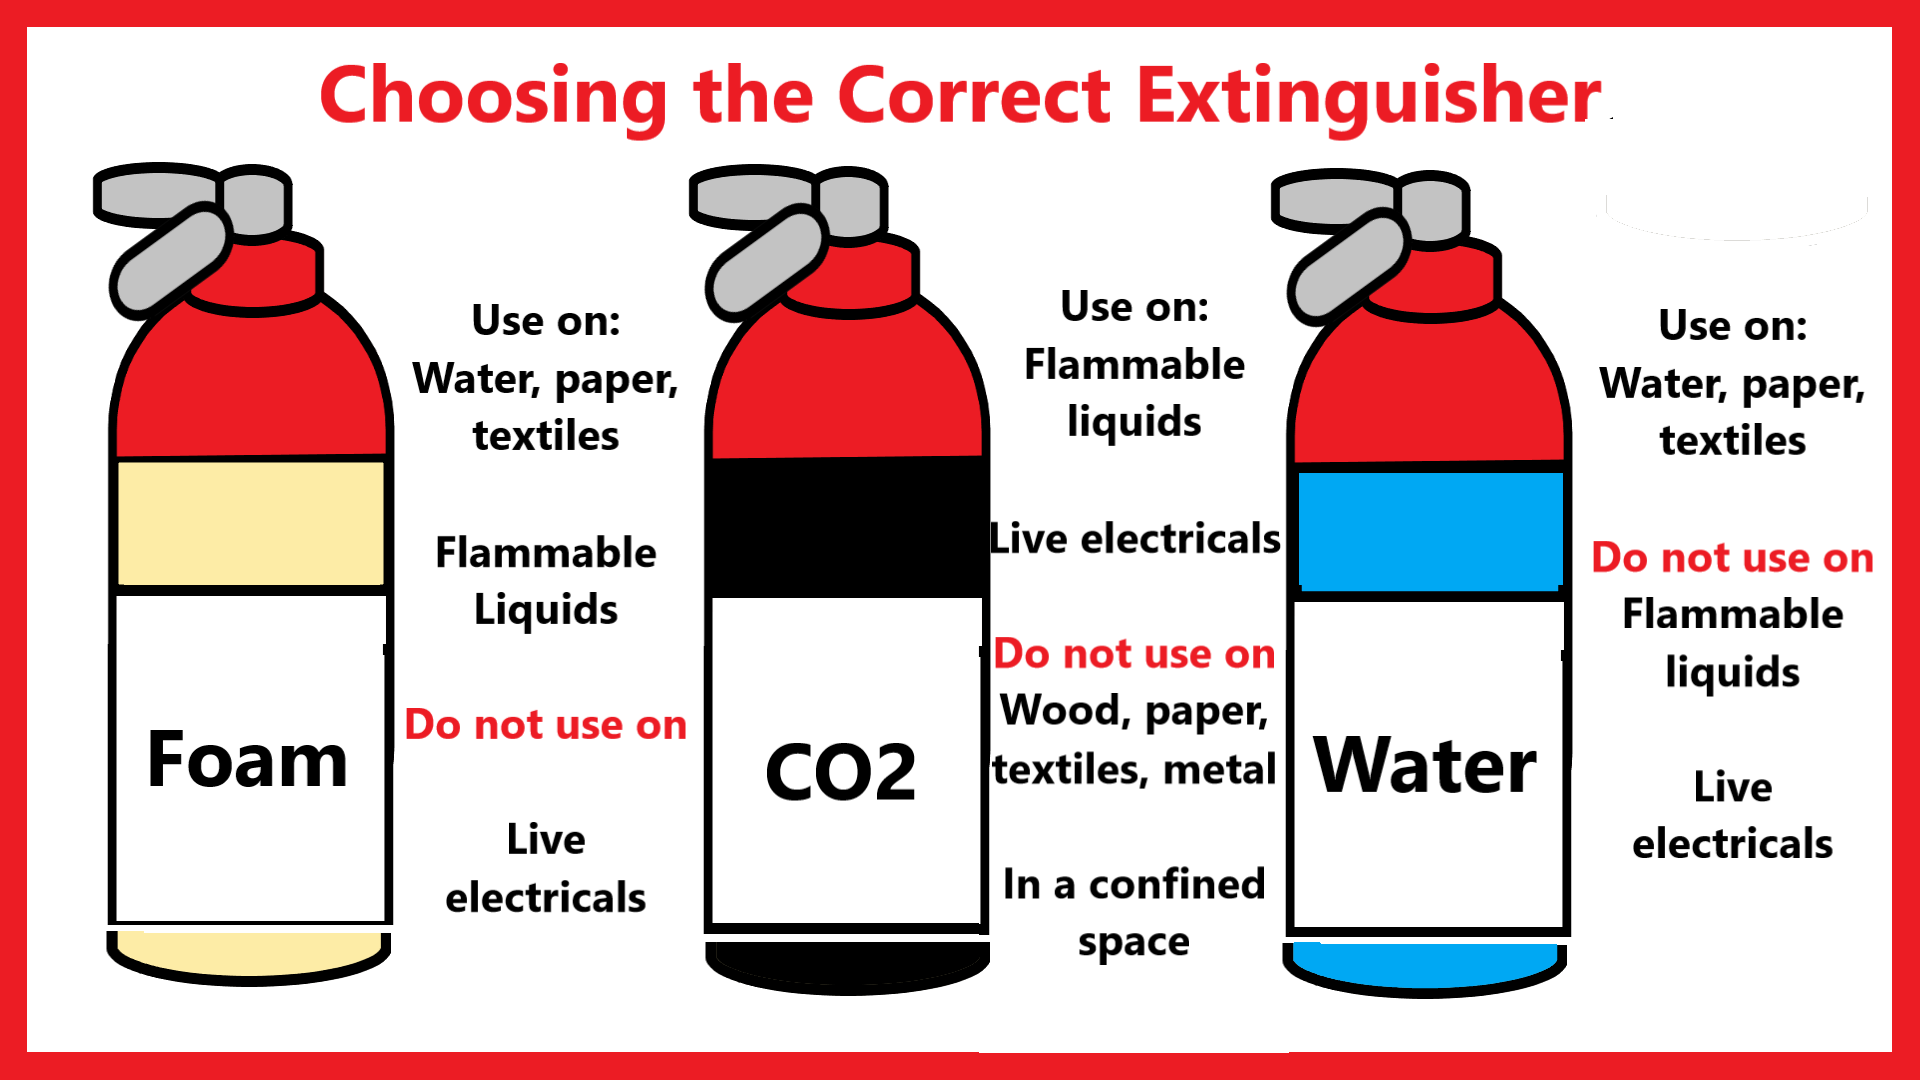 Choosing the Correct Extinguisher
Use on:
Water, paper,
textiles
Flammable
Liquids
Do not use on
Live
electricals
Foam
Use on:
Flammable
liquids
Live electricals
Do not use on
Wood, paper,
textiles, metal
In a confined
space
CO2
Use on:
Water, paper,
textiles
Do not use on
Flammable
liquids
Live
electricals
Water